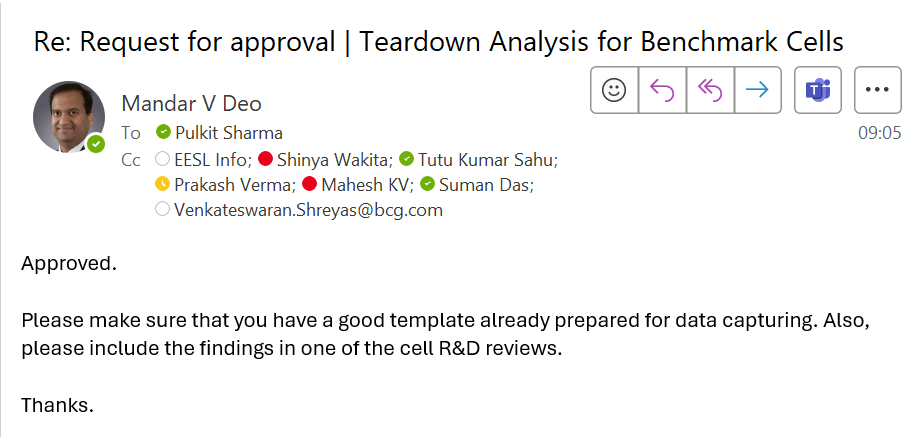 Re: Request for approval | Teardown Analysis for Benchmark Cells
Mandar V Deo
To Pulkit Sharma
09:05
Cc EESL Info; Shinya Wakita; Tutu Kumar Sahu;
Prakash Verma; Mahesh KV; Suman Das;
Venkateswaran.Shreyas@bcg.com
Approved.
Please make sure that you have a good template already prepared for data capturing. Also,
please include the findings in one of the cell R&D reviews.
Thanks.